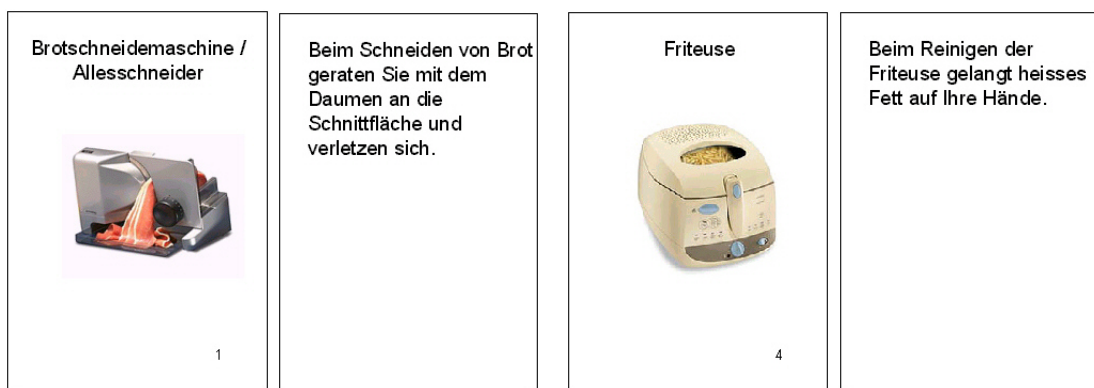 Brotschneidemaschine /
Allesschneider
1
Beim Schneiden von Brot
geraten Sie mit dem
Daumen an die
Schnittfläche und
verletzen sich.
Friteuse
4
Beim Reinigen der
Friteuse gelangt heisses
Fett auf Ihre Hände.